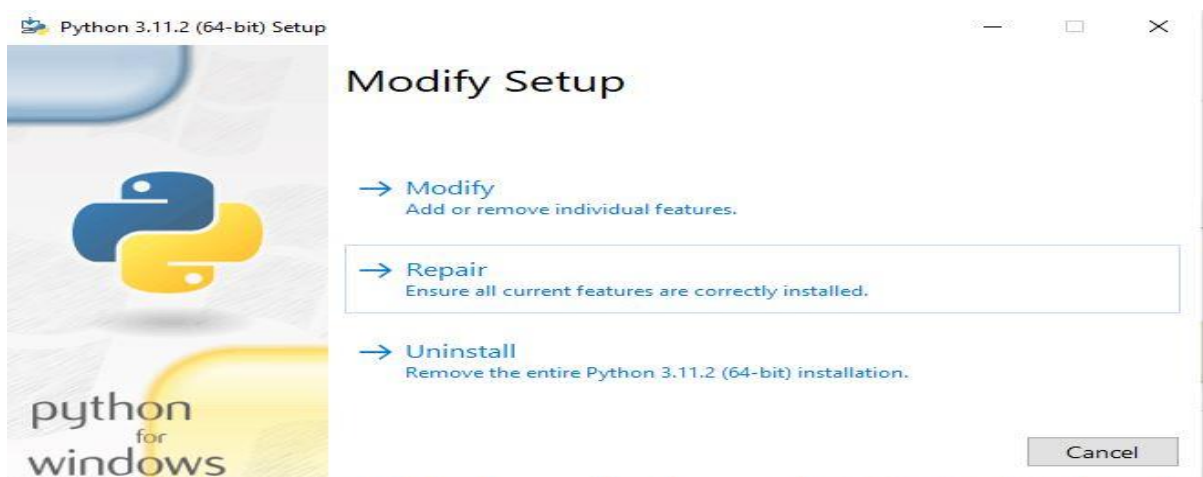 Python 3.11.2 (64-bit) Setup
Modify Setup
Modify
Add or remove individual features.
Repair
Ensure all current features are correctly installed.
Uninstall
Remove the entire Python 3.11.2 (64-bit) installation.
python
for
windows
Cancel